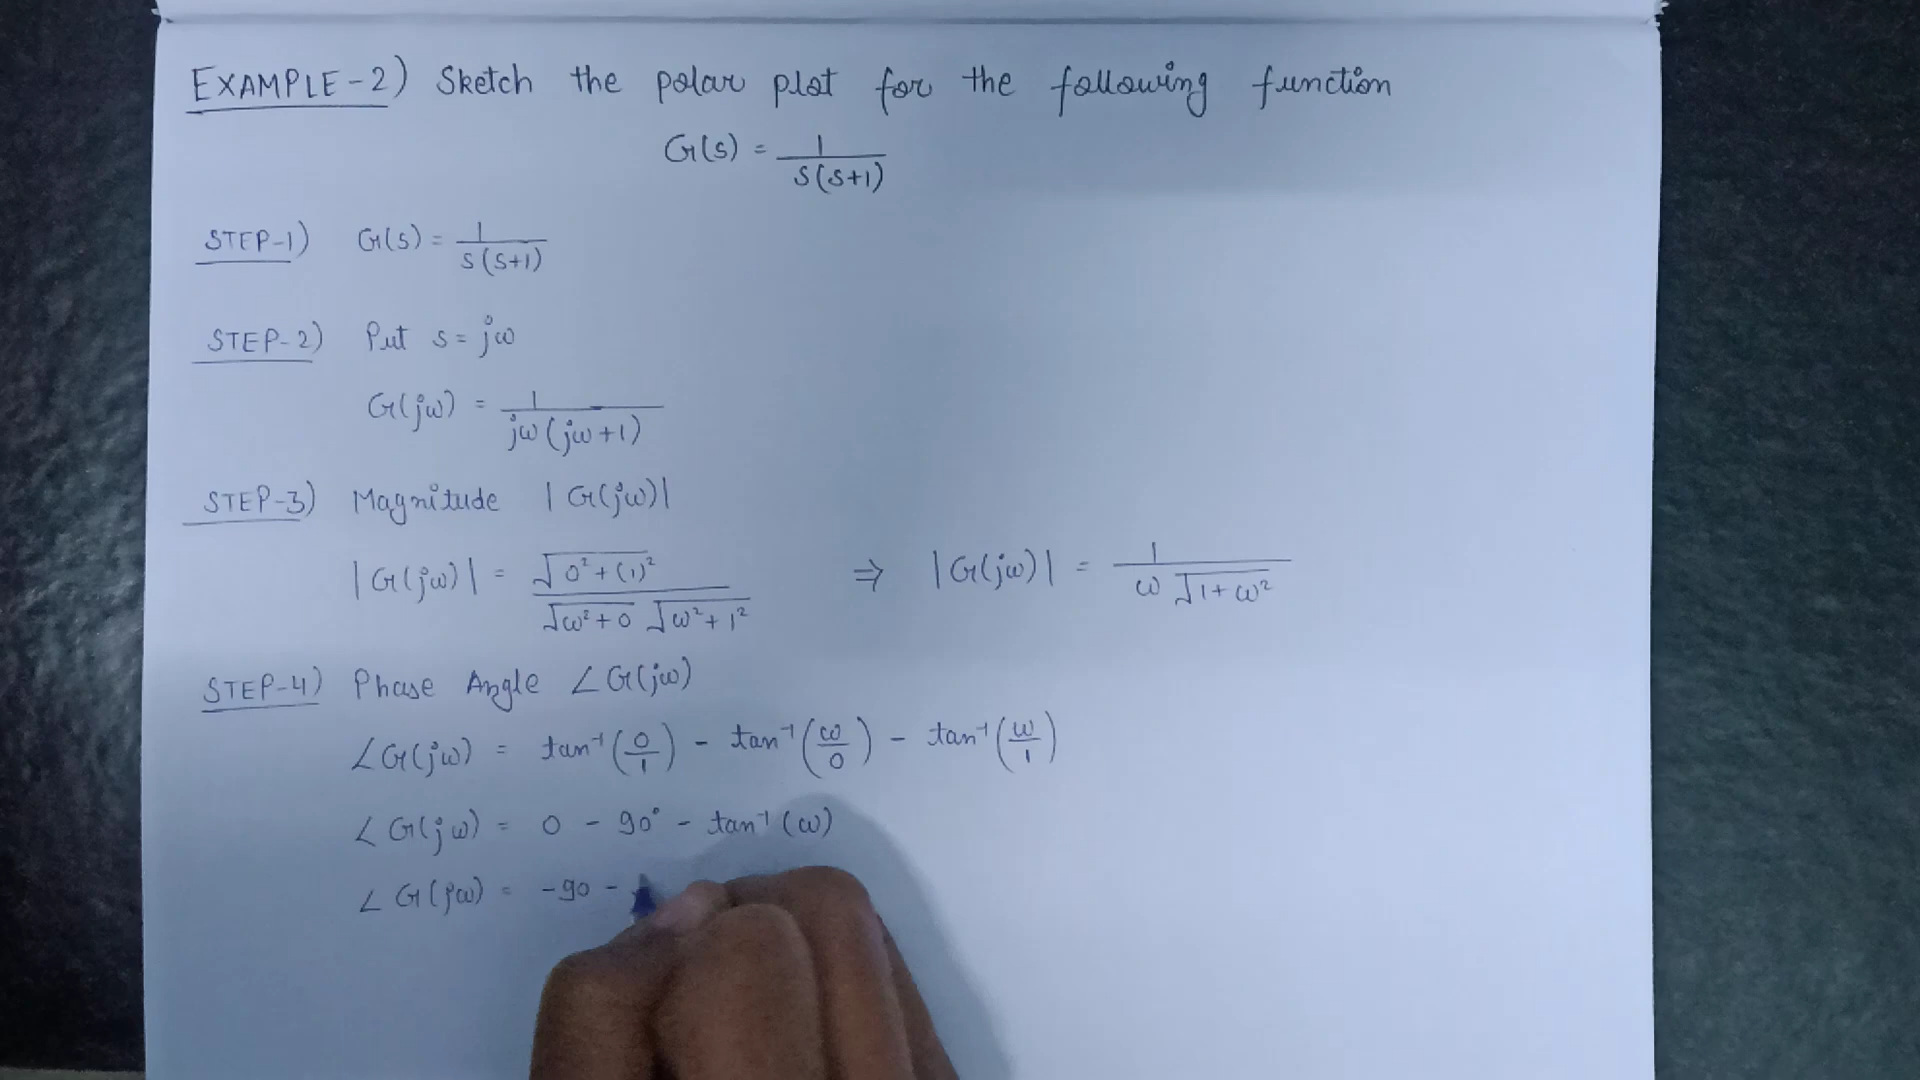 EXAMPLE-2) Sketch the polar plot for the following function
G(s) = 1/(s(s+1))
STEP-1) G(s) = 1/(s(s+1))
STEP-2) Put s = jω
G(jω) = 1/(jω(jω+1))
STEP-3) Magnitude |G(jω)|
|G(jω)| = √(0²+(1)²)/(√(ω²+0) √(ω²+1²)) ⇒ |G(jω)| = 1/(ω√(1+ω²))
STEP-4) Phase Angle ∠G(jω)
∠G(jω) = tan⁻¹(0/1) - tan⁻¹(ω/0) - tan⁻¹(ω/1)
∠G(jω) = 0 - 90° - tan⁻¹(ω)
∠G(jω) = -90 -